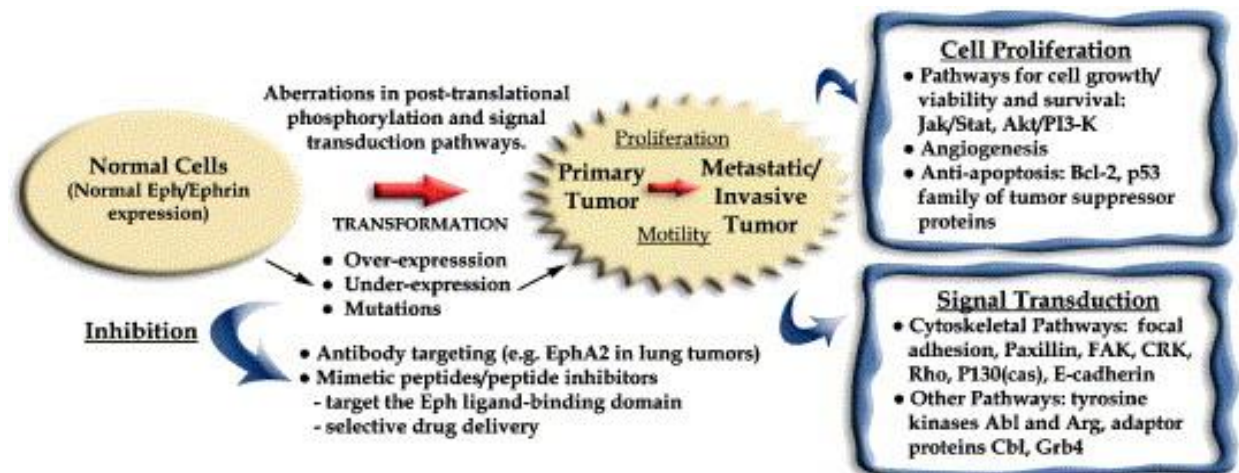 Normal Cells
(Normal Eph/Ephrin
expression)
Aberrations in post-translational
phosphorylation and signal
transduction pathways.
TRANSFORMATION
● Over-expresssion
● Under-expression
● Mutations
Inhibition
● Antibody targeting (e.g. EphA2 in lung tumors)
● Mimetic peptides/peptide inhibitors
- target the Eph ligand-binding domain
- selective drug delivery
Proliferation
Primary
Tumor
Metastatic/
Invasive
Tumor
Motility
Cell Proliferation
● Pathways for cell growth/
viability and survival:
Jak/Stat, Akt/PI3-K
● Angiogenesis
● Anti-apoptosis: Bcl-2, p53
family of tumor suppressor
proteins
Signal Transduction
● Cytoskeletal Pathways: focal
adhesion, Paxillin, FAK, CRK,
Rho, P130(cas), E-cadherin
● Other Pathways: tyrosine
kinases Abl and Arg, adaptor
proteins Cbl, Grb4